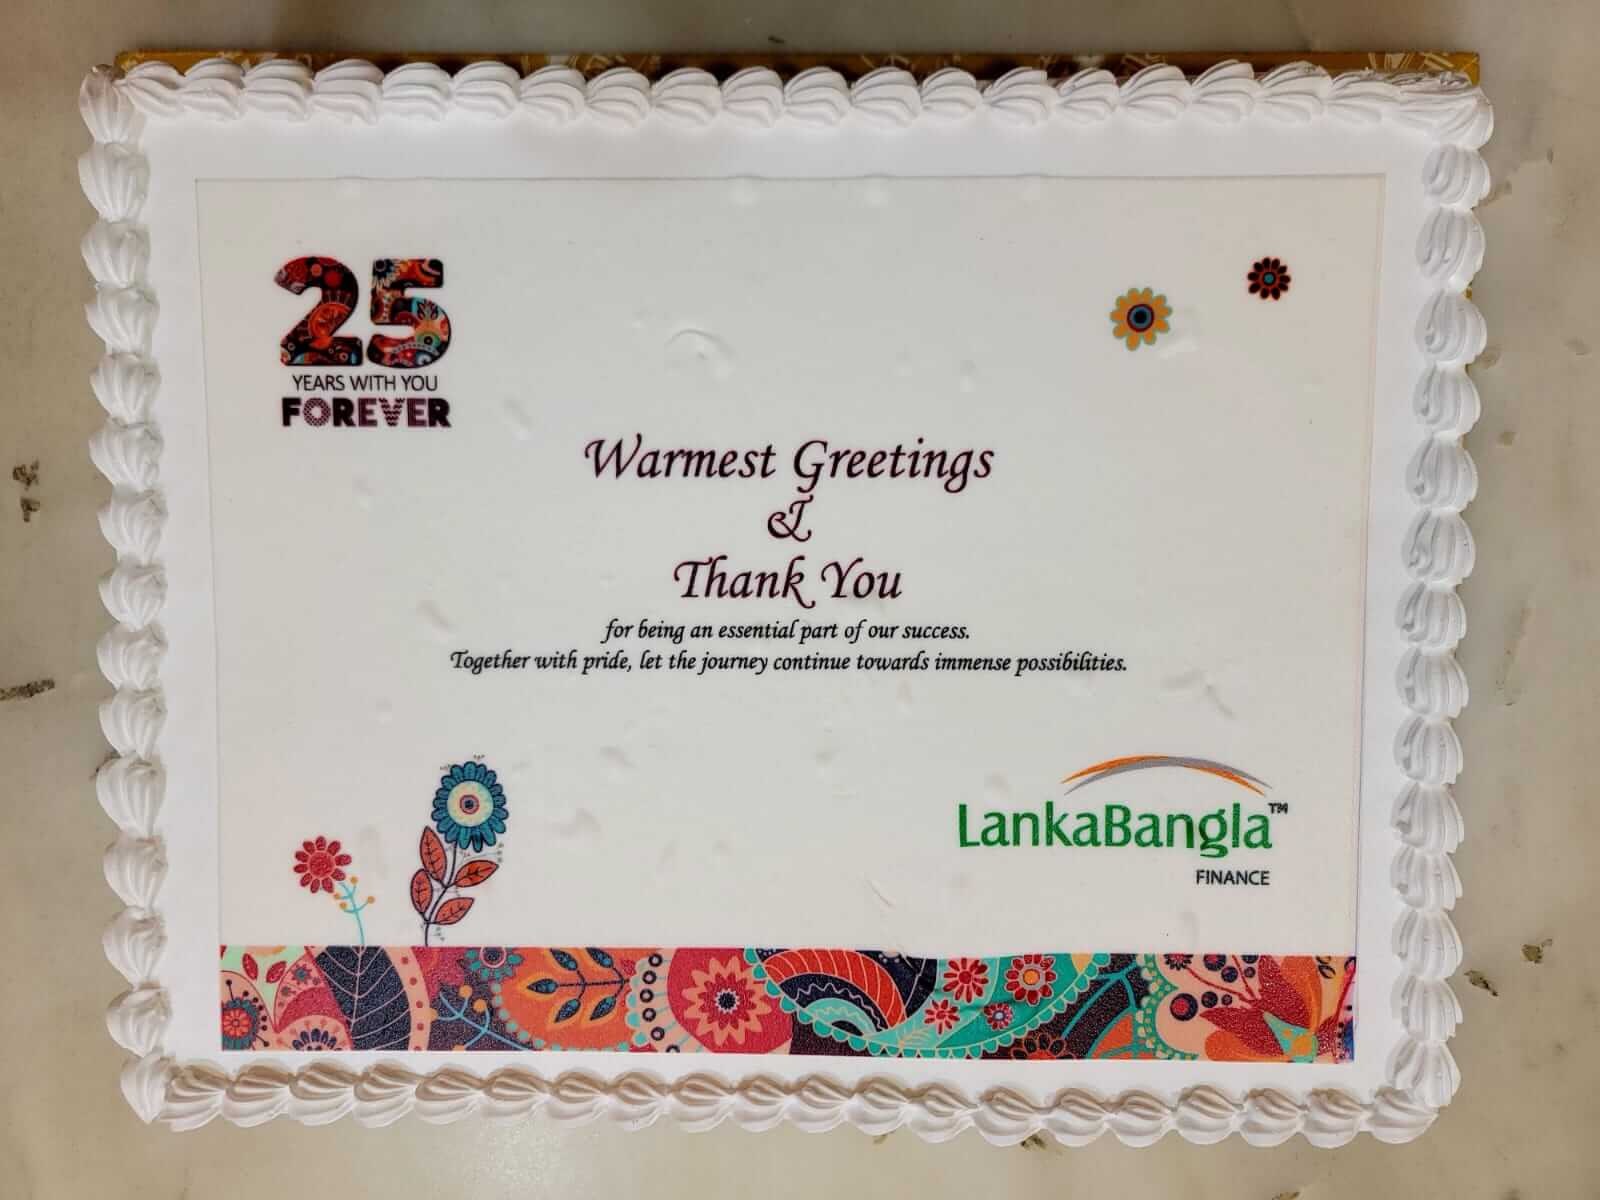 25
YEARS WITH YOU
FOREVER
Warmest Greetings
&
Thank You
for being an essential part of our success.
Together with pride, let the journey continue towards immense possibilities.
LankaBangla™
FINANCE